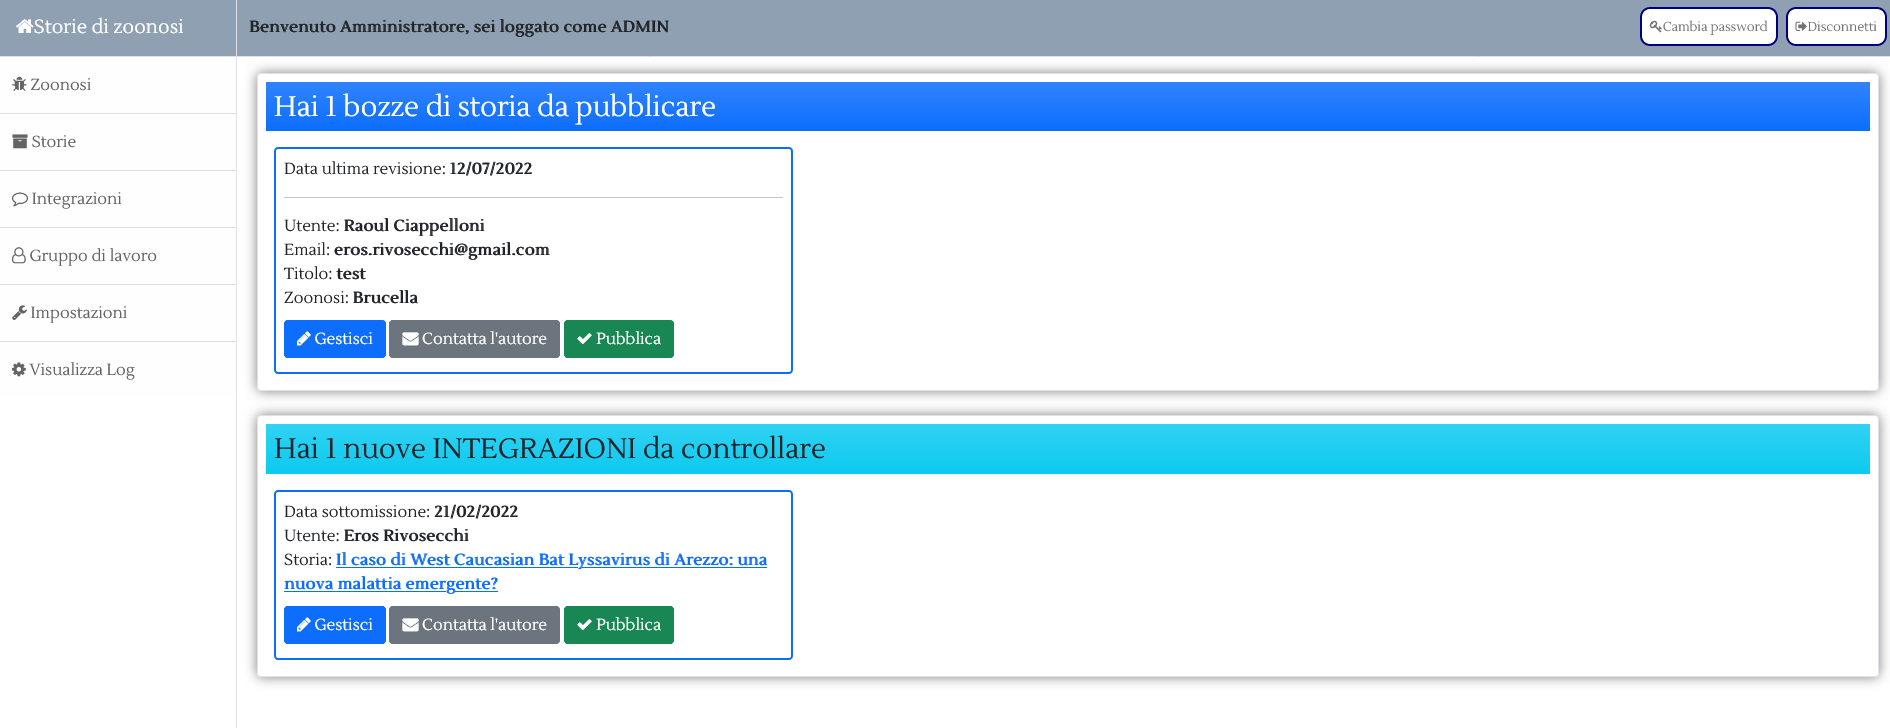 Storie di zoonosi
Benvenuto Amministratore, sei loggato come ADMIN
Cambia password
Disconnetti
Zoonosi
Storie
Integrazioni
Gruppo di lavoro
Impostazioni
Visualizza Log
Hai 1 bozze di storia da pubblicare
Data ultima revisione: 12/07/2022
Utente: Raoul Ciappelloni
Email: eros.rivosecchi@gmail.com
Titolo: test
Zoonosi: Brucella
Gestisci
Contatta l'autore
Pubblica
Hai 1 nuove INTEGRAZIONI da controllare
Data sottomissione: 21/02/2022
Utente: Eros Rivosecchi
Storia: Il caso di West Caucasian Bat Lyssavirus di Arezzo: una
nuova malattia emergente?
Gestisci
Contatta l'autore
Pubblica